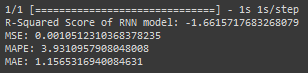 1/1 [==============================] - 1s 1s/step
R-Squared Score of RNN model: -1.6615717683268079
MSE: 0.0010512310368378235
MAPE: 3.9310957908048008
MAE: 1.1565316940084631